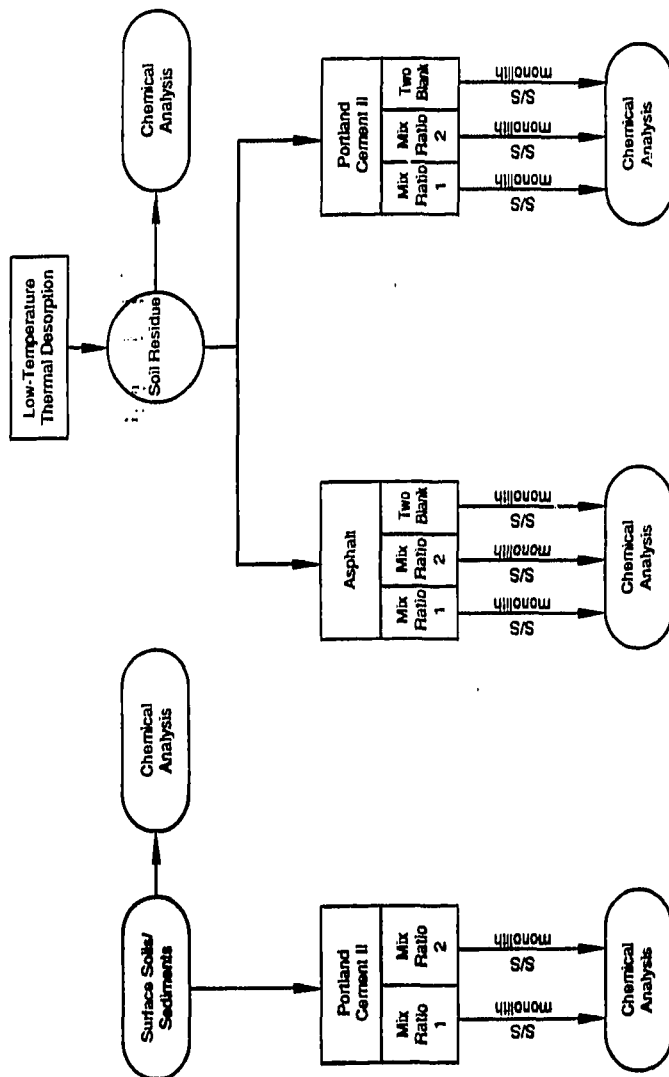 Low-Temperature
Thermal Desorption
Surface Soils/
Sediments
Chemical
Analysis
Soil Residue
Chemical
Analysis
Portland
Cement II
Mix
Ratio
1
Mix
Ratio
2
S/S
monolith
S/S
monolith
Chemical
Analysis
Asphalt
Mix
Ratio
1
Mix
Ratio
2
Two
Blank
S/S
monolith
S/S
monolith
S/S
monolith
Chemical
Analysis
Portland
Cement II
Mix
Ratio
1
Mix
Ratio
2
Two
Blank
S/S
monolith
S/S
monolith
S/S
monolith
Chemical
Analysis